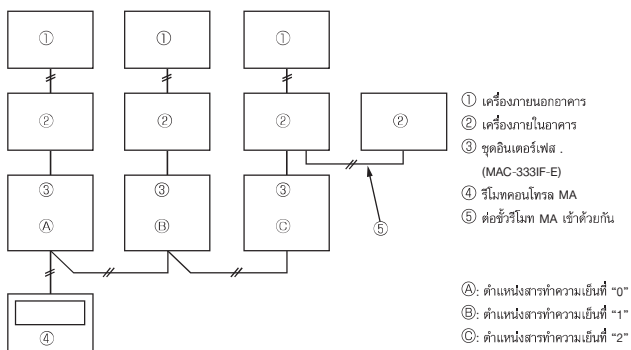 ① ① ①
② ② ② ②
③ ③ ③
Ⓐ Ⓑ Ⓒ ⑤
④
① เครื่องภายนอกอาคาร
② เครื่องภายในอาคาร
③ ชุดอินเตอร์เฟส .
(MAC-333IF-E)
④ รีโมทคอนโทรล MA
⑤ ต่อขั้วรีโมท MA เข้าด้วยกัน
Ⓐ: ตำแหน่งสารทำความเย็นที่ "0"
Ⓑ: ตำแหน่งสารทำความเย็นที่ "1"
Ⓒ: ตำแหน่งสารทำความเย็นที่ "2"